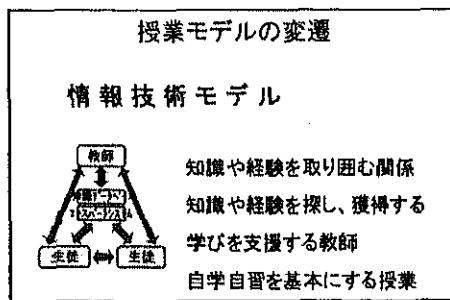 授業モデルの変遷
情報技術モデル
教師
生徒
生徒
知識や経験を取り囲む関係
知識や経験を探し、獲得する
学びを支援する教師
自学自習を基本にする授業